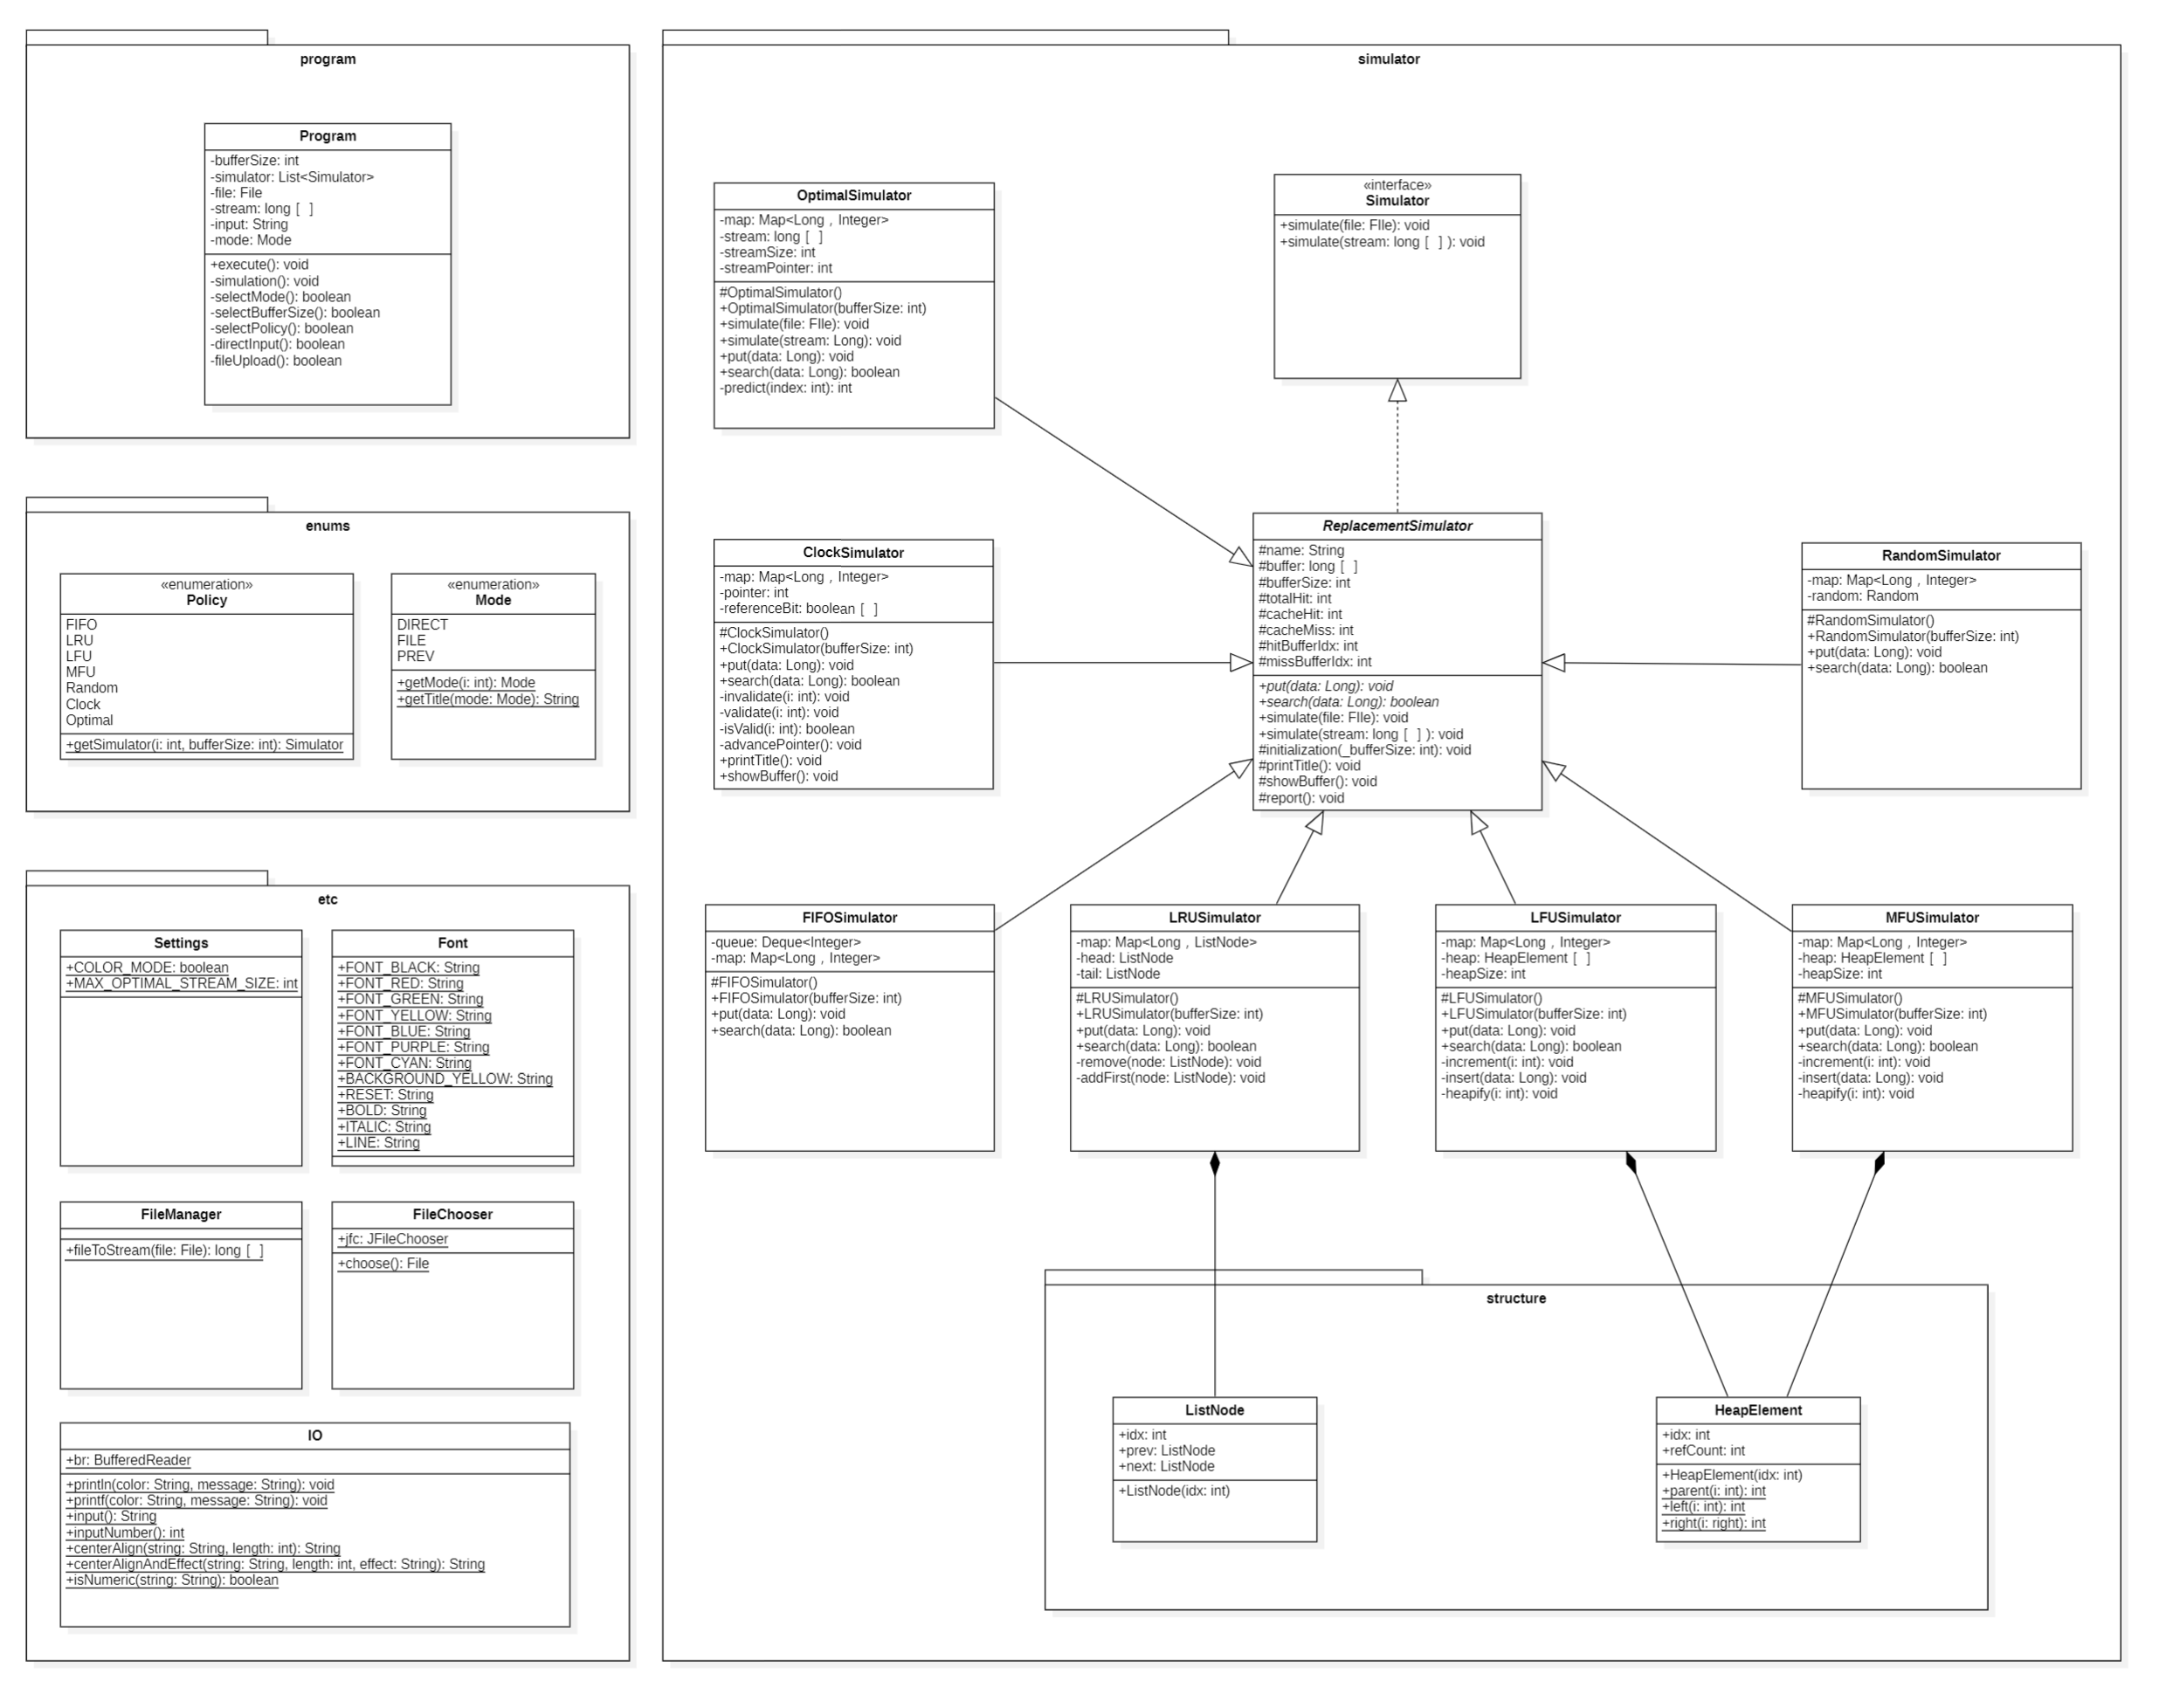 program
Program
-bufferSize: int
-simulator: List<Simulator>
-file: File
-stream: long [ ]
-input: String
-mode: Mode
+execute(): void
-simulation(): void
-selectMode(): boolean
-selectBufferSize(): boolean
-selectPolicy(): boolean
-directInput(): boolean
-fileUpload(): boolean
enums
«enumeration»
Policy
FIFO
LRU
LFU
MFU
Random
Clock
Optimal
+getSimulator(i: int, bufferSize: int): Simulator
«enumeration»
Mode
DIRECT
FILE
PREV
+getMode(i: int): Mode
+getTitle(mode: Mode): String
etc
Settings
+COLOR_MODE: boolean
+MAX_OPTIMAL_STREAM_SIZE: int
Font
+FONT_BLACK: String
+FONT_RED: String
+FONT_GREEN: String
+FONT_YELLOW: String
+FONT_BLUE: String
+FONT_PURPLE: String
+FONT_CYAN: String
+BACKGROUND_YELLOW: String
+RESET: String
+BOLD: String
+ITALIC: String
+LINE: String
FileManager
+fileToStream(file: File): long [ ]
FileChooser
+jfc: JFileChooser
+choose(): File
IO
+br: BufferedReader
+println(color: String, message: String): void
+printf(color: String, message: String): void
+input(): String
+inputNumber(): int
+centerAlign(string: String, length: int): String
+centerAlignAndEffect(string: String, length: int, effect: String): String
+isNumeric(string: String): boolean
simulator
OptimalSimulator
-map: Map<Long , Integer>
-stream: long [ ]
-streamSize: int
-streamPointer: int
#OptimalSimulator()
+OptimalSimulator(bufferSize: int)
+simulate(file: FIle): void
+simulate(stream: Long): void
+put(data: Long): void
+search(data: Long): boolean
-predict(index: int): int
«interface»
Simulator
+simulate(file: FIle): void
+simulate(stream: long [ ] ): void
ClockSimulator
-map: Map<Long , Integer>
-pointer: int
-referenceBit: boolean [ ]
#ClockSimulator()
+ClockSimulator(bufferSize: int)
+put(data: Long): void
+search(data: Long): boolean
-invalidate(i: int): void
-validate(i: int): void
-isValid(i: int): boolean
-advancePointer(): void
+printTitle(): void
+showBuffer(): void
ReplacementSimulator
#name: String
#buffer: long [ ]
#bufferSize: int
#totalHit: int
#cacheHit: int
#cacheMiss: int
#hitBufferIdx: int
#missBufferIdx: int
+put(data: Long): void
+search(data: Long): boolean
+simulate(file: FIle): void
+simulate(stream: long [ ] ): void
#initialization(_bufferSize: int): void
#printTitle(): void
#showBuffer(): void
#report(): void
RandomSimulator
-map: Map<Long , Integer>
-random: Random
#RandomSimulator()
+RandomSimulator(bufferSize: int)
+put(data: Long): void
+search(data: Long): boolean
FIFOSimulator
-queue: Deque<Integer>
-map: Map<Long , Integer>
#FIFOSimulator()
+FIFOSimulator(bufferSize: int)
+put(data: Long): void
+search(data: Long): boolean
LRUSimulator
-map: Map<Long , ListNode>
-head: ListNode
-tail: ListNode
#LRUSimulator()
+LRUSimulator(bufferSize: int)
+put(data: Long): void
+search(data: Long): boolean
-remove(node: ListNode): void
-addFirst(node: ListNode): void
LFUSimulator
-map: Map<Long , Integer>
-heap: HeapElement [ ]
-heapSize: int
#LFUSimulator()
+LFUSimulator(bufferSize: int)
+put(data: Long): void
+search(data: Long): boolean
-increment(i: int): void
-insert(data: Long): void
-heapify(i: int): void
MFUSimulator
-map: Map<Long , Integer>
-heap: HeapElement [ ]
-heapSize: int
#MFUSimulator()
+MFUSimulator(bufferSize: int)
+put(data: Long): void
+search(data: Long): boolean
-increment(i: int): void
-insert(data: Long): void
-heapify(i: int): void
structure
ListNode
+idx: int
+prev: ListNode
+next: ListNode
+ListNode(idx: int)
HeapElement
+idx: int
+refCount: int
+HeapElement(idx: int)
+parent(i: int): int
+left(i: int): int
+right(i: right): int